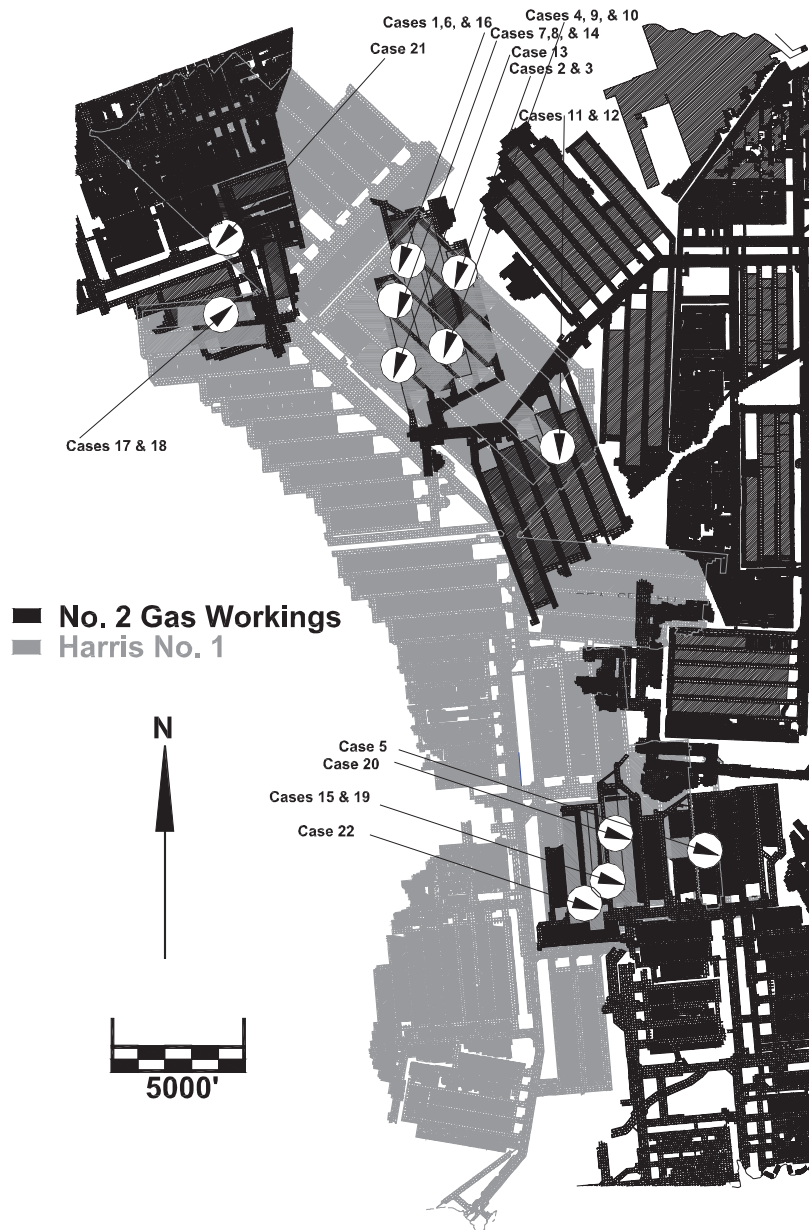 Cases 1,6, & 16
Cases 4, 9, & 10
Cases 7,8, & 14
Case 21
Case 13
Cases 2 & 3
Cases 11 & 12
Cases 17 & 18
No. 2 Gas Workings
Harris No. 1
N
Case 5
Case 20
Cases 15 & 19
Case 22
5000'